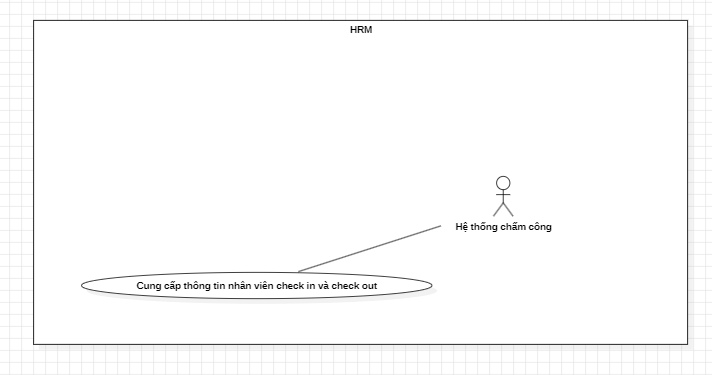 HRM
Hệ thống chấm công
Cung cấp thông tin nhân viên check in và check out